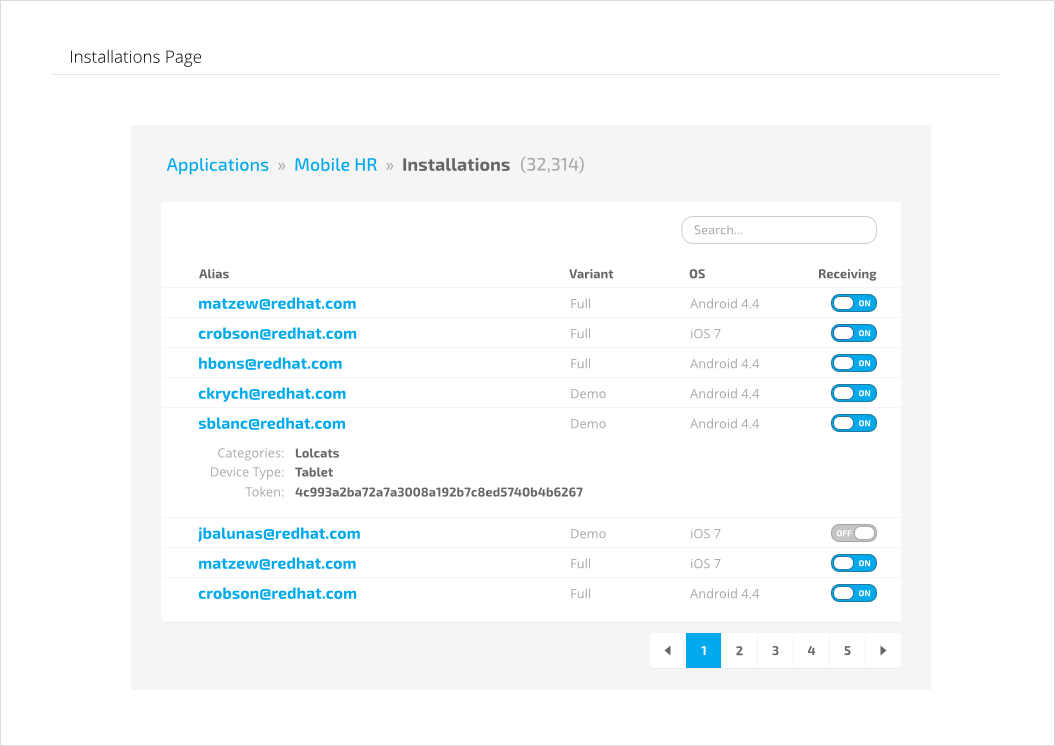 Installations Page
Applications » Mobile HR » Installations (32,314)
Search...
Alias Variant OS Receiving
matzew@redhat.com Full Android 4.4 ON
crobson@redhat.com Full iOS 7 ON
hbons@redhat.com Full Android 4.4 ON
ckrych@redhat.com Demo Android 4.4 ON
sblanc@redhat.com Demo Android 4.4 ON
Categories: Lolcats
Device Type: Tablet
Token: 4c993a2ba72a7a3008a192b7c8ed5740b4b6267
jbalunas@redhat.com Demo iOS 7 OFF
matzew@redhat.com Full iOS 7 ON
crobson@redhat.com Full Android 4.4 ON
1 2 3 4 5